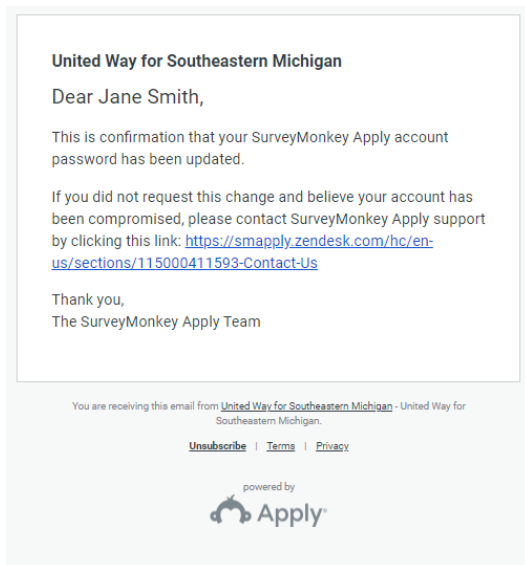 United Way for Southeastern Michigan
Dear Jane Smith,
This is confirmation that your SurveyMonkey Apply account
password has been updated.
If you did not request this change and believe your account has
been compromised, please contact SurveyMonkey Apply support
by clicking this link: https://smapply.zendesk.com/hc/en-
us/sections/115000411593-Contact-Us
Thank you,
The SurveyMonkey Apply Team
You are receiving this email from United Way for Southeastern Michigan - United Way for
Southeastern Michigan.
Unsubscribe | Terms | Privacy
powered by
Apply®